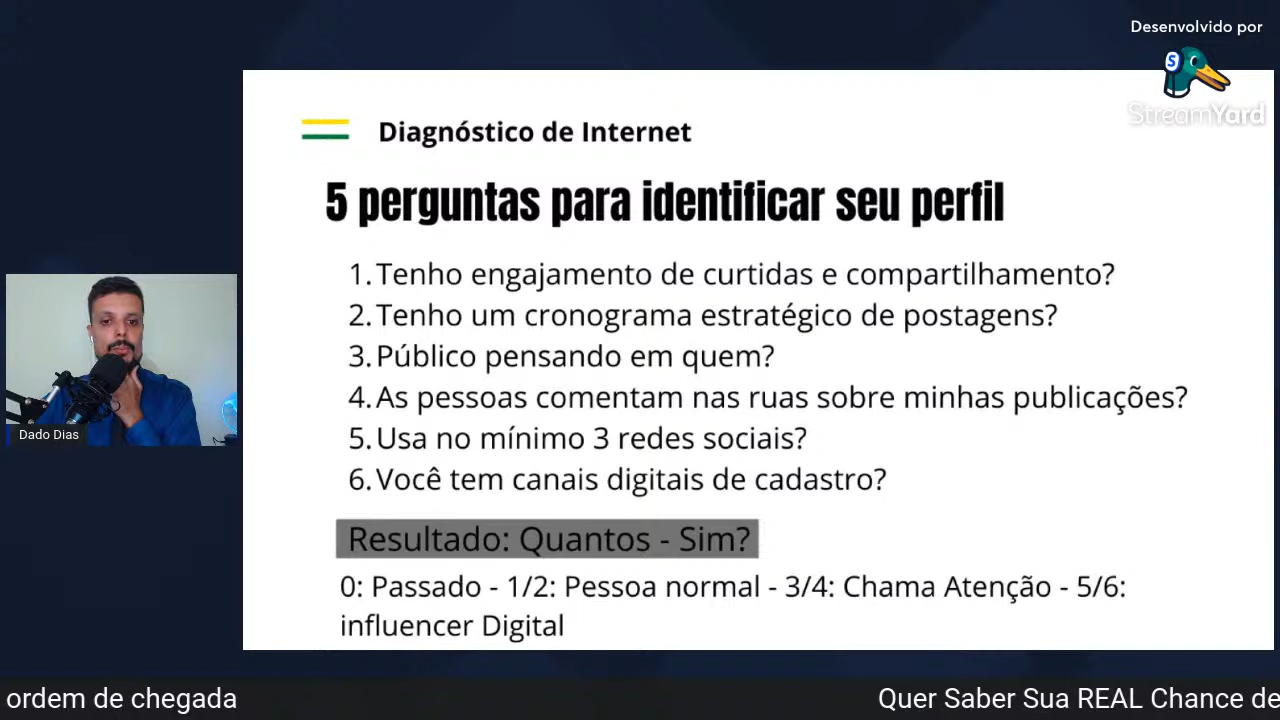 Desenvolvido por
S
StreamYard
Diagnóstico de Internet
5 perguntas para identificar seu perfil
1. Tenho engajamento de curtidas e compartilhamento?
2. Tenho um cronograma estratégico de postagens?
3. Público pensando em quem?
4. As pessoas comentam nas ruas sobre minhas publicações?
5. Usa no mínimo 3 redes sociais?
6. Você tem canais digitais de cadastro?
Resultado: Quantos - Sim?
0: Passado - 1/2: Pessoa normal - 3/4: Chama Atenção - 5/6:
influencer Digital
Dado Dias
ordem de chegada
Quer Saber Sua REAL Chance de